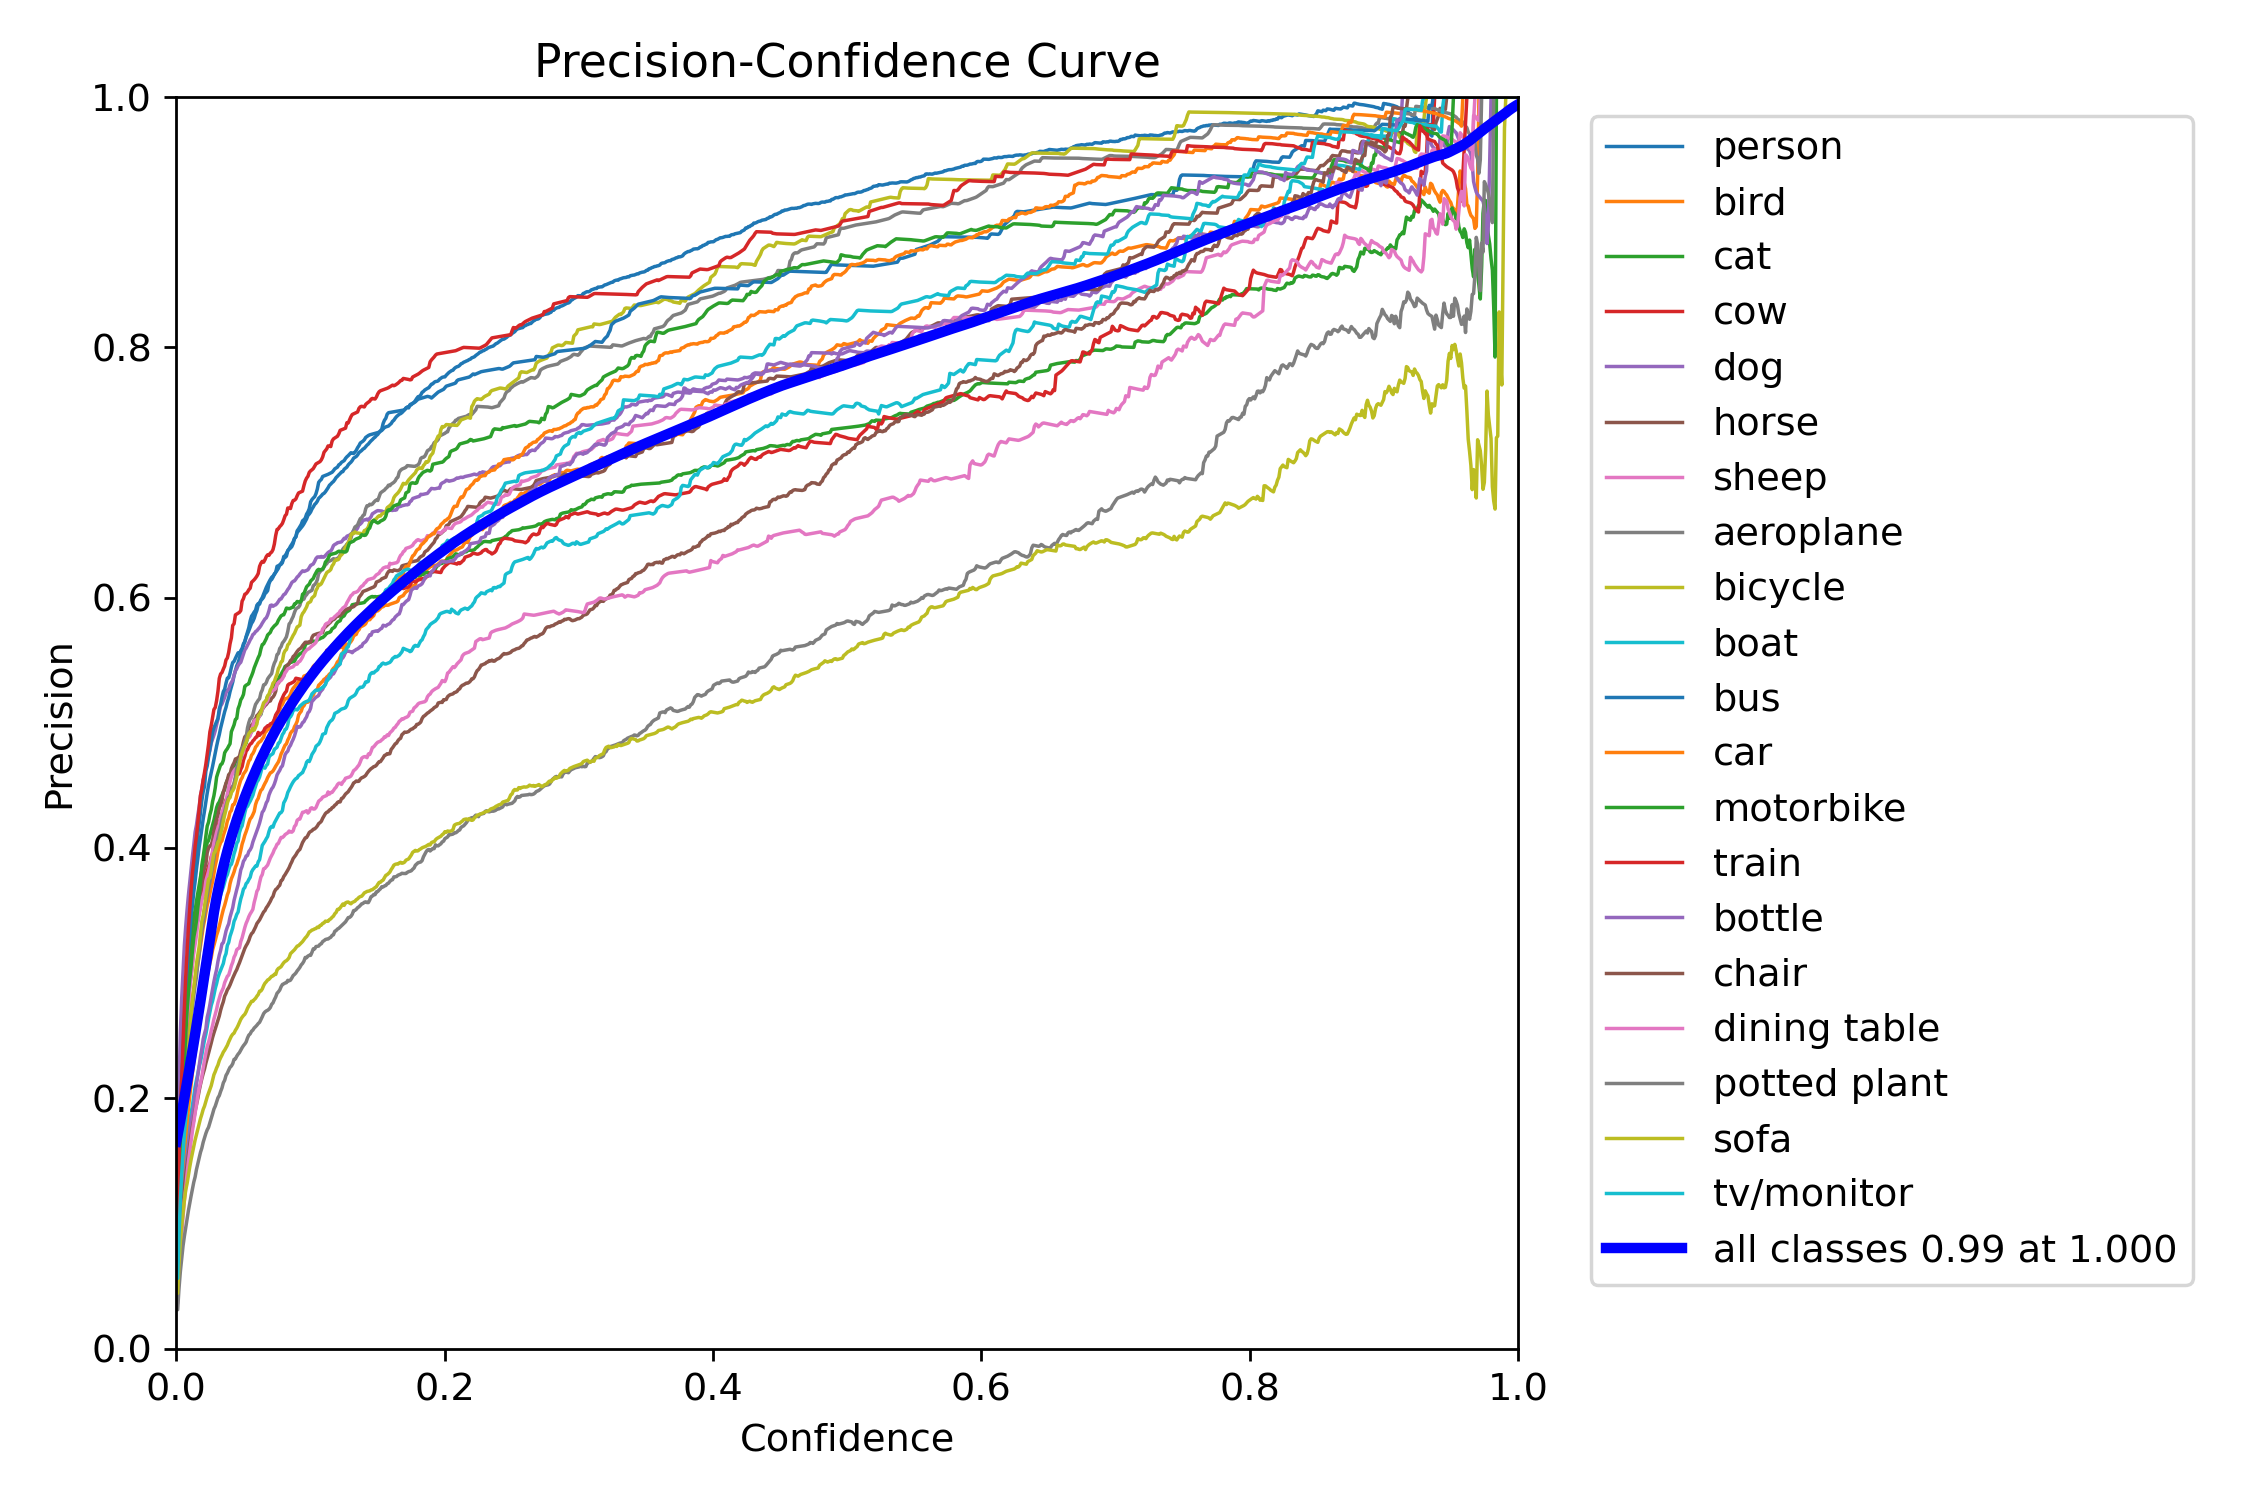 Precision-Confidence Curve
1.0
0.8
0.6
0.4
0.2
0.0
Precision
0.0 0.2 0.4 0.6 0.8 1.0
Confidence
person
bird
cat
cow
dog
horse
sheep
aeroplane
bicycle
boat
bus
car
motorbike
train
bottle
chair
dining table
potted plant
sofa
tv/monitor
all classes 0.99 at 1.000